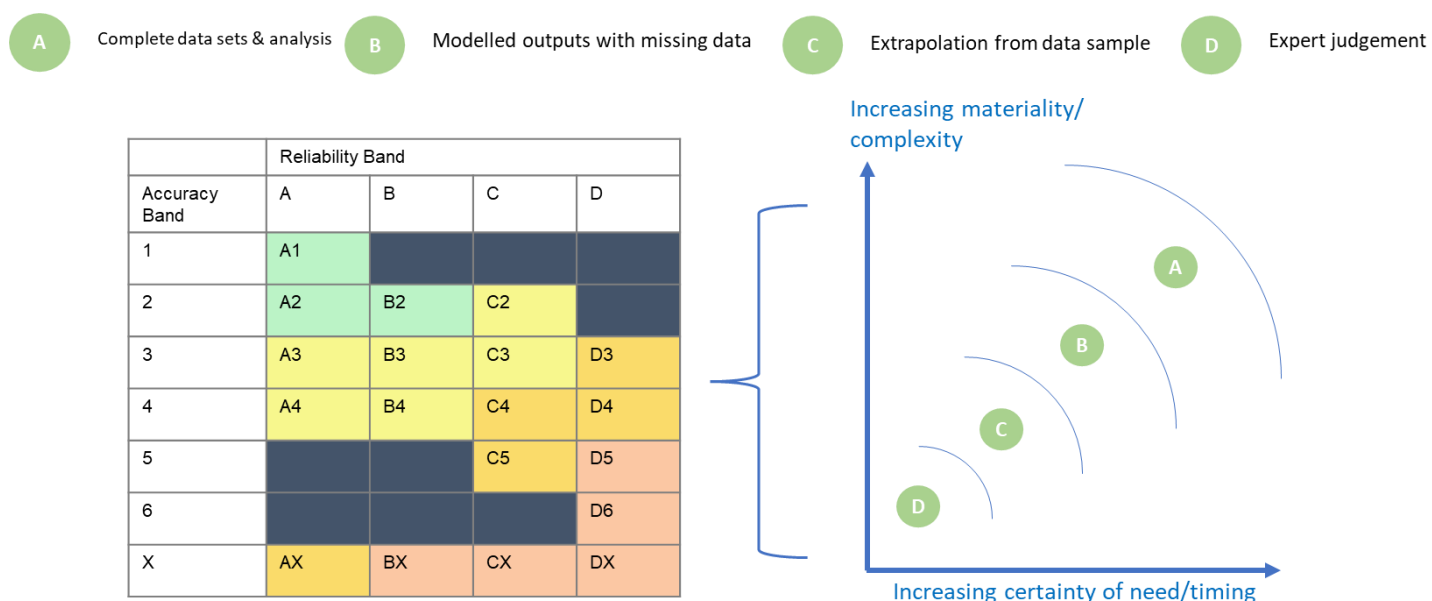 A Complete data sets & analysis B Modelled outputs with missing data C Extrapolation from data sample D Expert judgement
Increasing materiality/
complexity
Reliability Band
Accuracy
Band A B C D
1 A1
2 A2 B2 C2
3 A3 B3 C3 D3
4 A4 B4 C4 D4
5 C5 D5
6 D6
X AX BX CX DX
A
B
C
D
Increasing certainty of need/timing